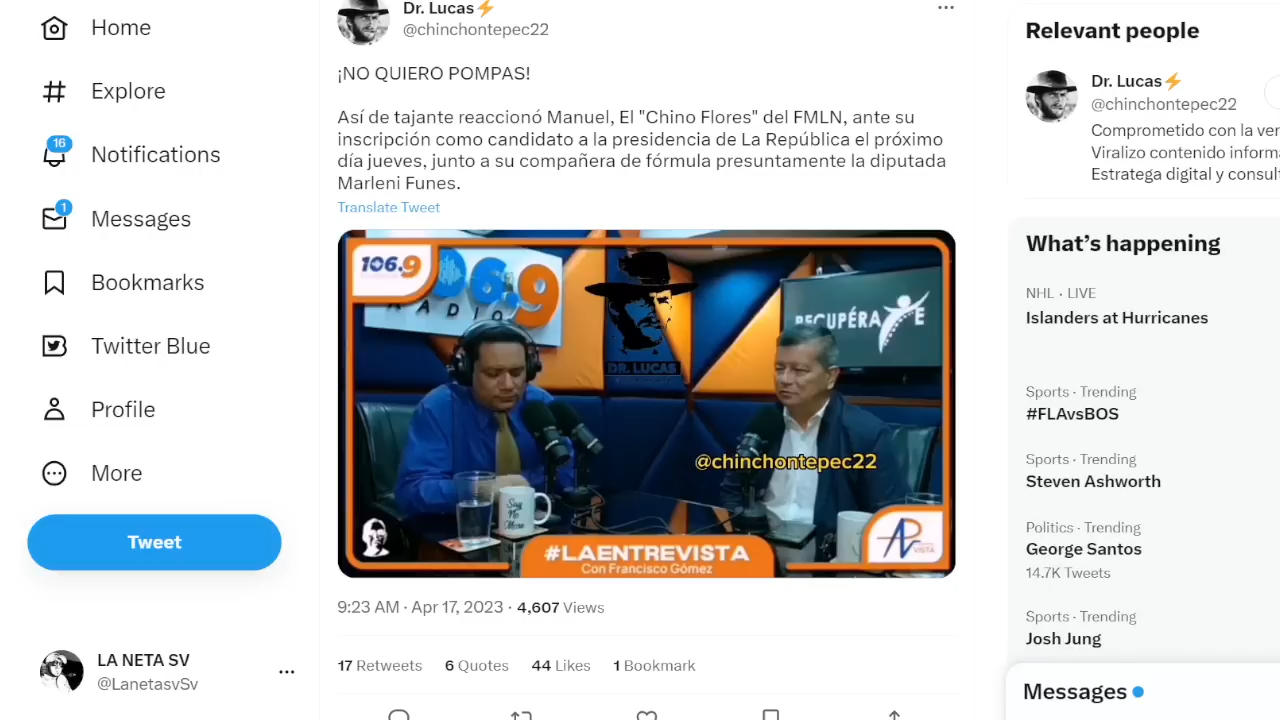 Home
Explore
16
Notifications
1
Messages
Bookmarks
Twitter Blue
Profile
More
Tweet
LA NETA SV
@LanetasvSv
Dr. Lucas⚡
@chinchontepec22
¡NO QUIERO POMPAS!
Así de tajante reaccionó Manuel, El "Chino Flores" del FMLN, ante su
inscripción como candidato a la presidencia de La República el próximo
día jueves, junto a su compañera de fórmula presuntamente la diputada
Marleni Funes.
Translate Tweet
106.9
06.9
RADIO
DR. LUCAS
@chinchontepec22
#LAENTREVISTA
Con Francisco Gómez
9:23 AM · Apr 17, 2023 · 4,607 Views
17 Retweets 6 Quotes 44 Likes 1 Bookmark
Relevant people
Dr. Lucas⚡
@chinchontepec22
Comprometido con la ver
Viralizo contenido inform
Estratega digital y consul
What's happening
NHL · LIVE
Islanders at Hurricanes
Sports · Trending
#FLAvsBOS
Sports · Trending
Steven Ashworth
Politics · Trending
George Santos
14.7K Tweets
Sports · Trending
Josh Jung
Messages